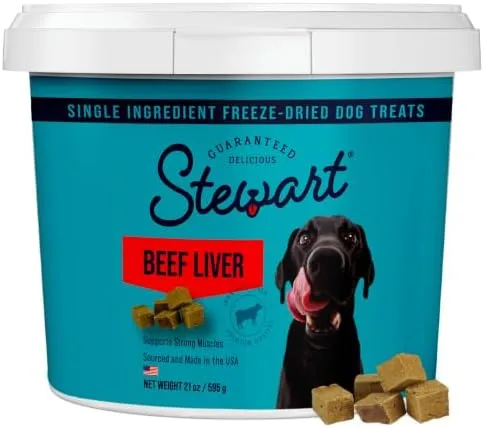 SINGLE INGREDIENT FREEZE-DRIED DOG TREATS
GUARANTEED
DELICIOUS
Stewart®
BEEF LIVER
Supports Strong Muscles
Sourced and Made in the USA
NET WEIGHT 21 oz / 595 g